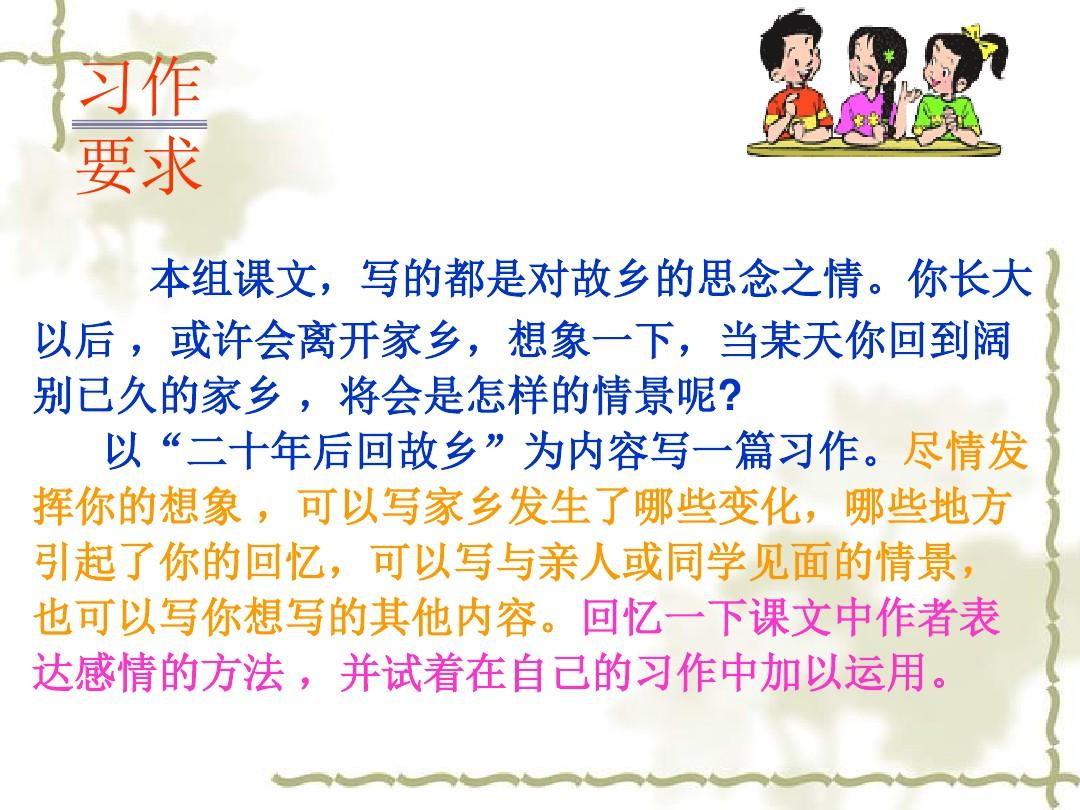 习作
要求
本组课文，写的都是对故乡的思念之情。你长大
以后 ，或许会离开家乡，想象一下，当某天你回到阔
别已久的家乡 ，将会是怎样的情景呢?
以“二十年后回故乡”为内容写一篇习作。尽情发
挥你的想象 ，可以写家乡发生了哪些变化，哪些地方
引起了你的回忆，可以写与亲人或同学见面的情景，
也可以写你想写的其他内容。回忆一下课文中作者表
达感情的方法 ，并试着在自己的习作中加以运用。